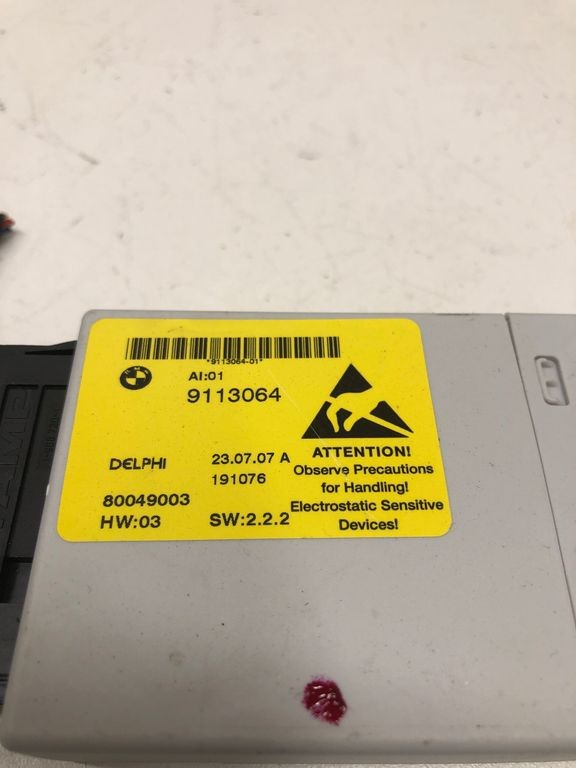 *9113064-01*
AI:01
9113064
DELPHI
23.07.07 A
191076
80049003
HW:03
SW:2.2.2
ATTENTION!
Observe Precautions
for Handling!
Electrostatic Sensitive
Devices!